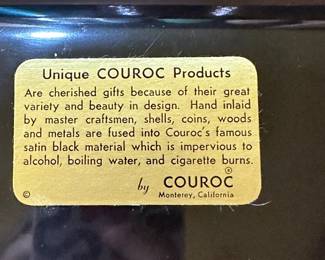 Unique COUROC Products
Are cherished gifts because of their great
variety and beauty in design. Hand inlaid
by master craftsmen, shells, coins, woods
and metals are fused into Couroc's famous
satin black material which is impervious to
alcohol, boiling water, and cigarette burns.
by COUROC®
© Monterey, California